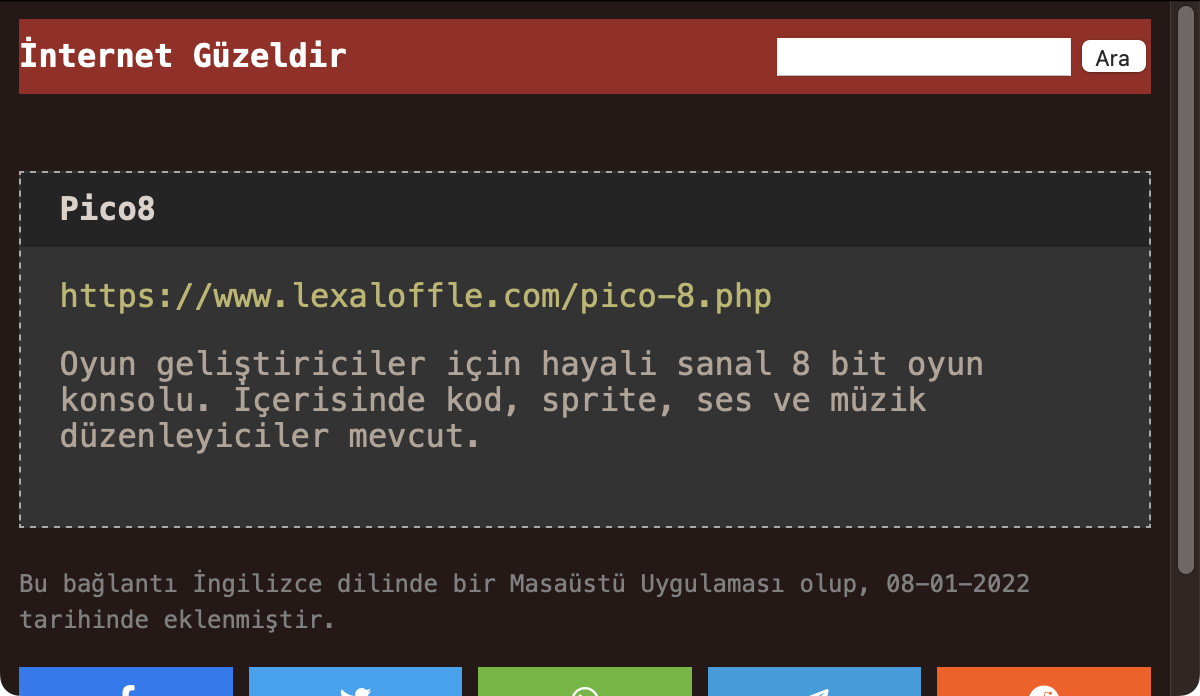 İnternet Güzeldir
Ara
Pico8
https://www.lexaloffle.com/pico-8.php
Oyun geliştiriciler için hayali sanal 8 bit oyun
konsolu. İçerisinde kod, sprite, ses ve müzik
düzenleyiciler mevcut.
Bu bağlantı İngilizce dilinde bir Masaüstü Uygulaması olup, 08-01-2022
tarihinde eklenmiştir.